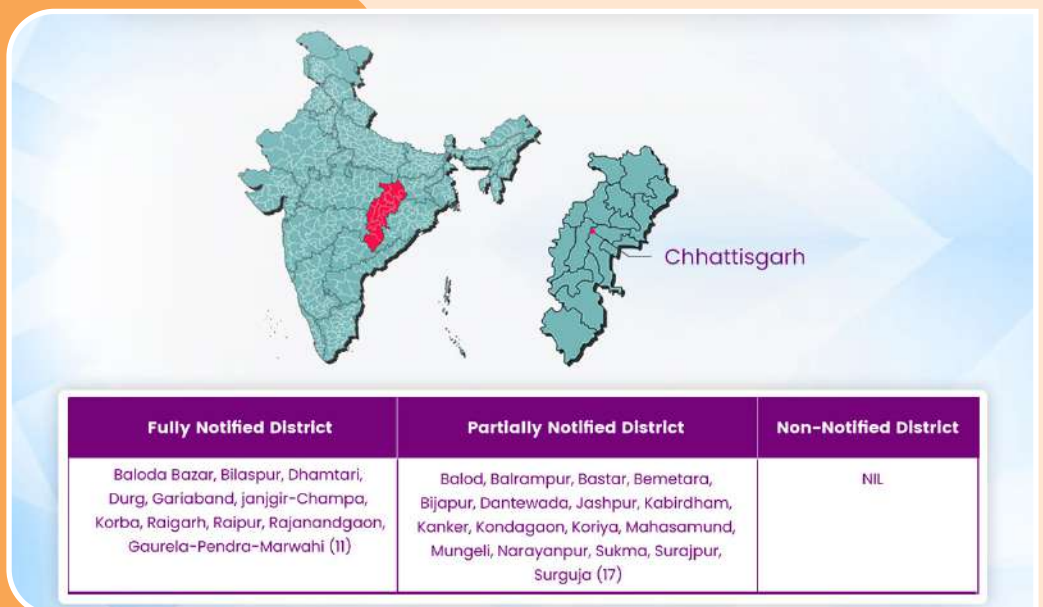 Chhattisgarh
Fully Notified District
Partially Notified District
Non-Notified District
Baloda Bazar, Bilaspur, Dhamtari,
Durg, Gariaband, janjgir-Champa,
Korba, Raigarh, Raipur, Rajanandgaon,
Gaurela-Pendra-Marwahi (11)
Balod, Balrampur, Bastar, Bemetara,
Bijapur, Dantewada, Jashpur, Kabirdham,
Kanker, Kondagaon, Koriya, Mahasamund,
Mungeli, Narayanpur, Sukma, Surajpur,
Surguja (17)
NIL